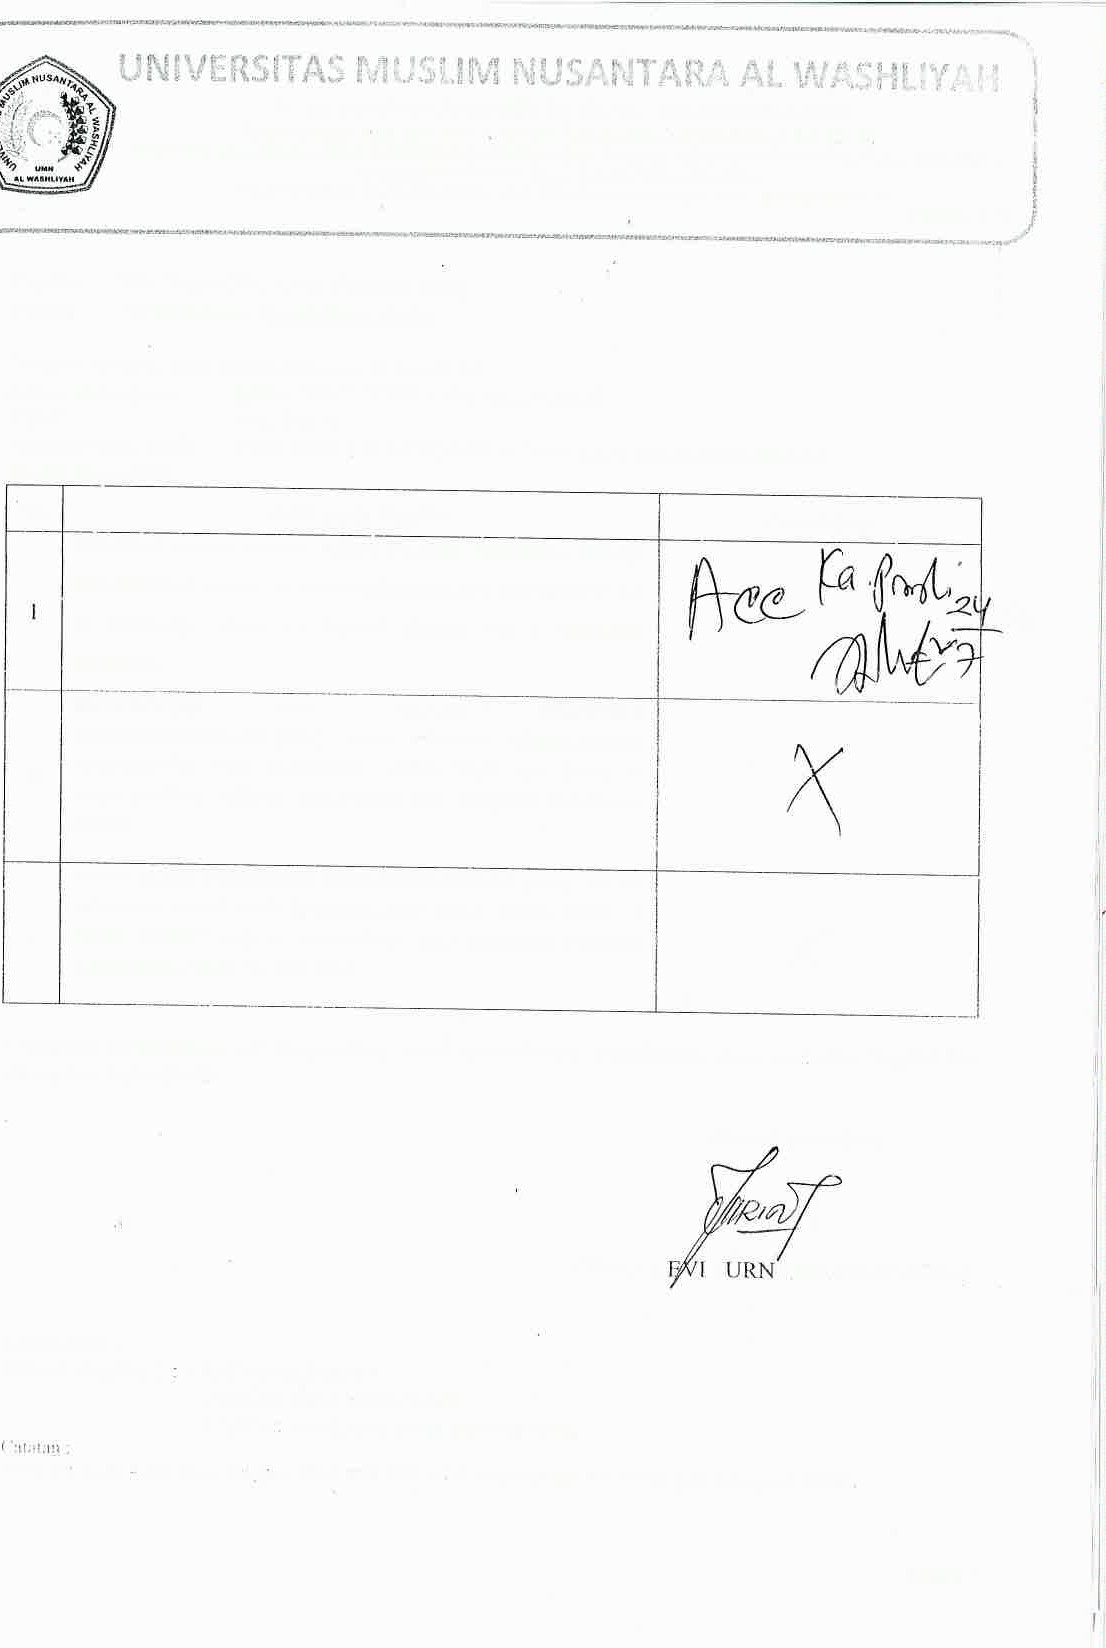 UNIVERSITAS MUSLIM NUSANTARA AL WASHLIYAH
MUSLIM NUSANTARA AL WASHLIYAH
UMN
AL WASHLIYAH
1
Acc Ka. Prodi
24
7
X
EVI URN
Catatan :